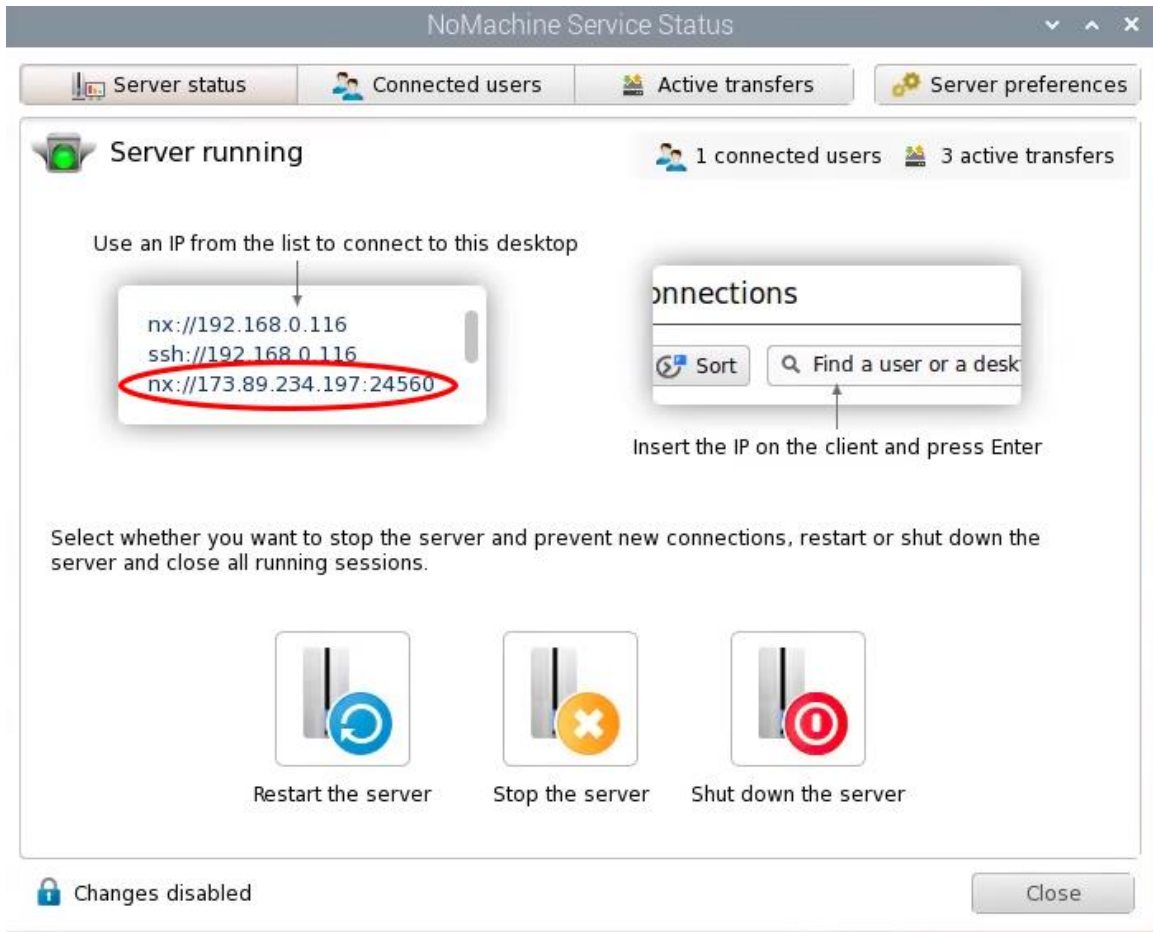 NoMachine Service Status
Server status
Connected users
Active transfers
Server preferences
Server running
1 connected users
3 active transfers
Use an IP from the list to connect to this desktop
nx://192.168.0.116
ssh://192.168.0.116
nx://173.89.234.197:24560
onnections
Sort
Find a user or a desk
Insert the IP on the client and press Enter
Select whether you want to stop the server and prevent new connections, restart or shut down the
server and close all running sessions.
Restart the server
Stop the server
Shut down the server
Changes disabled
Close